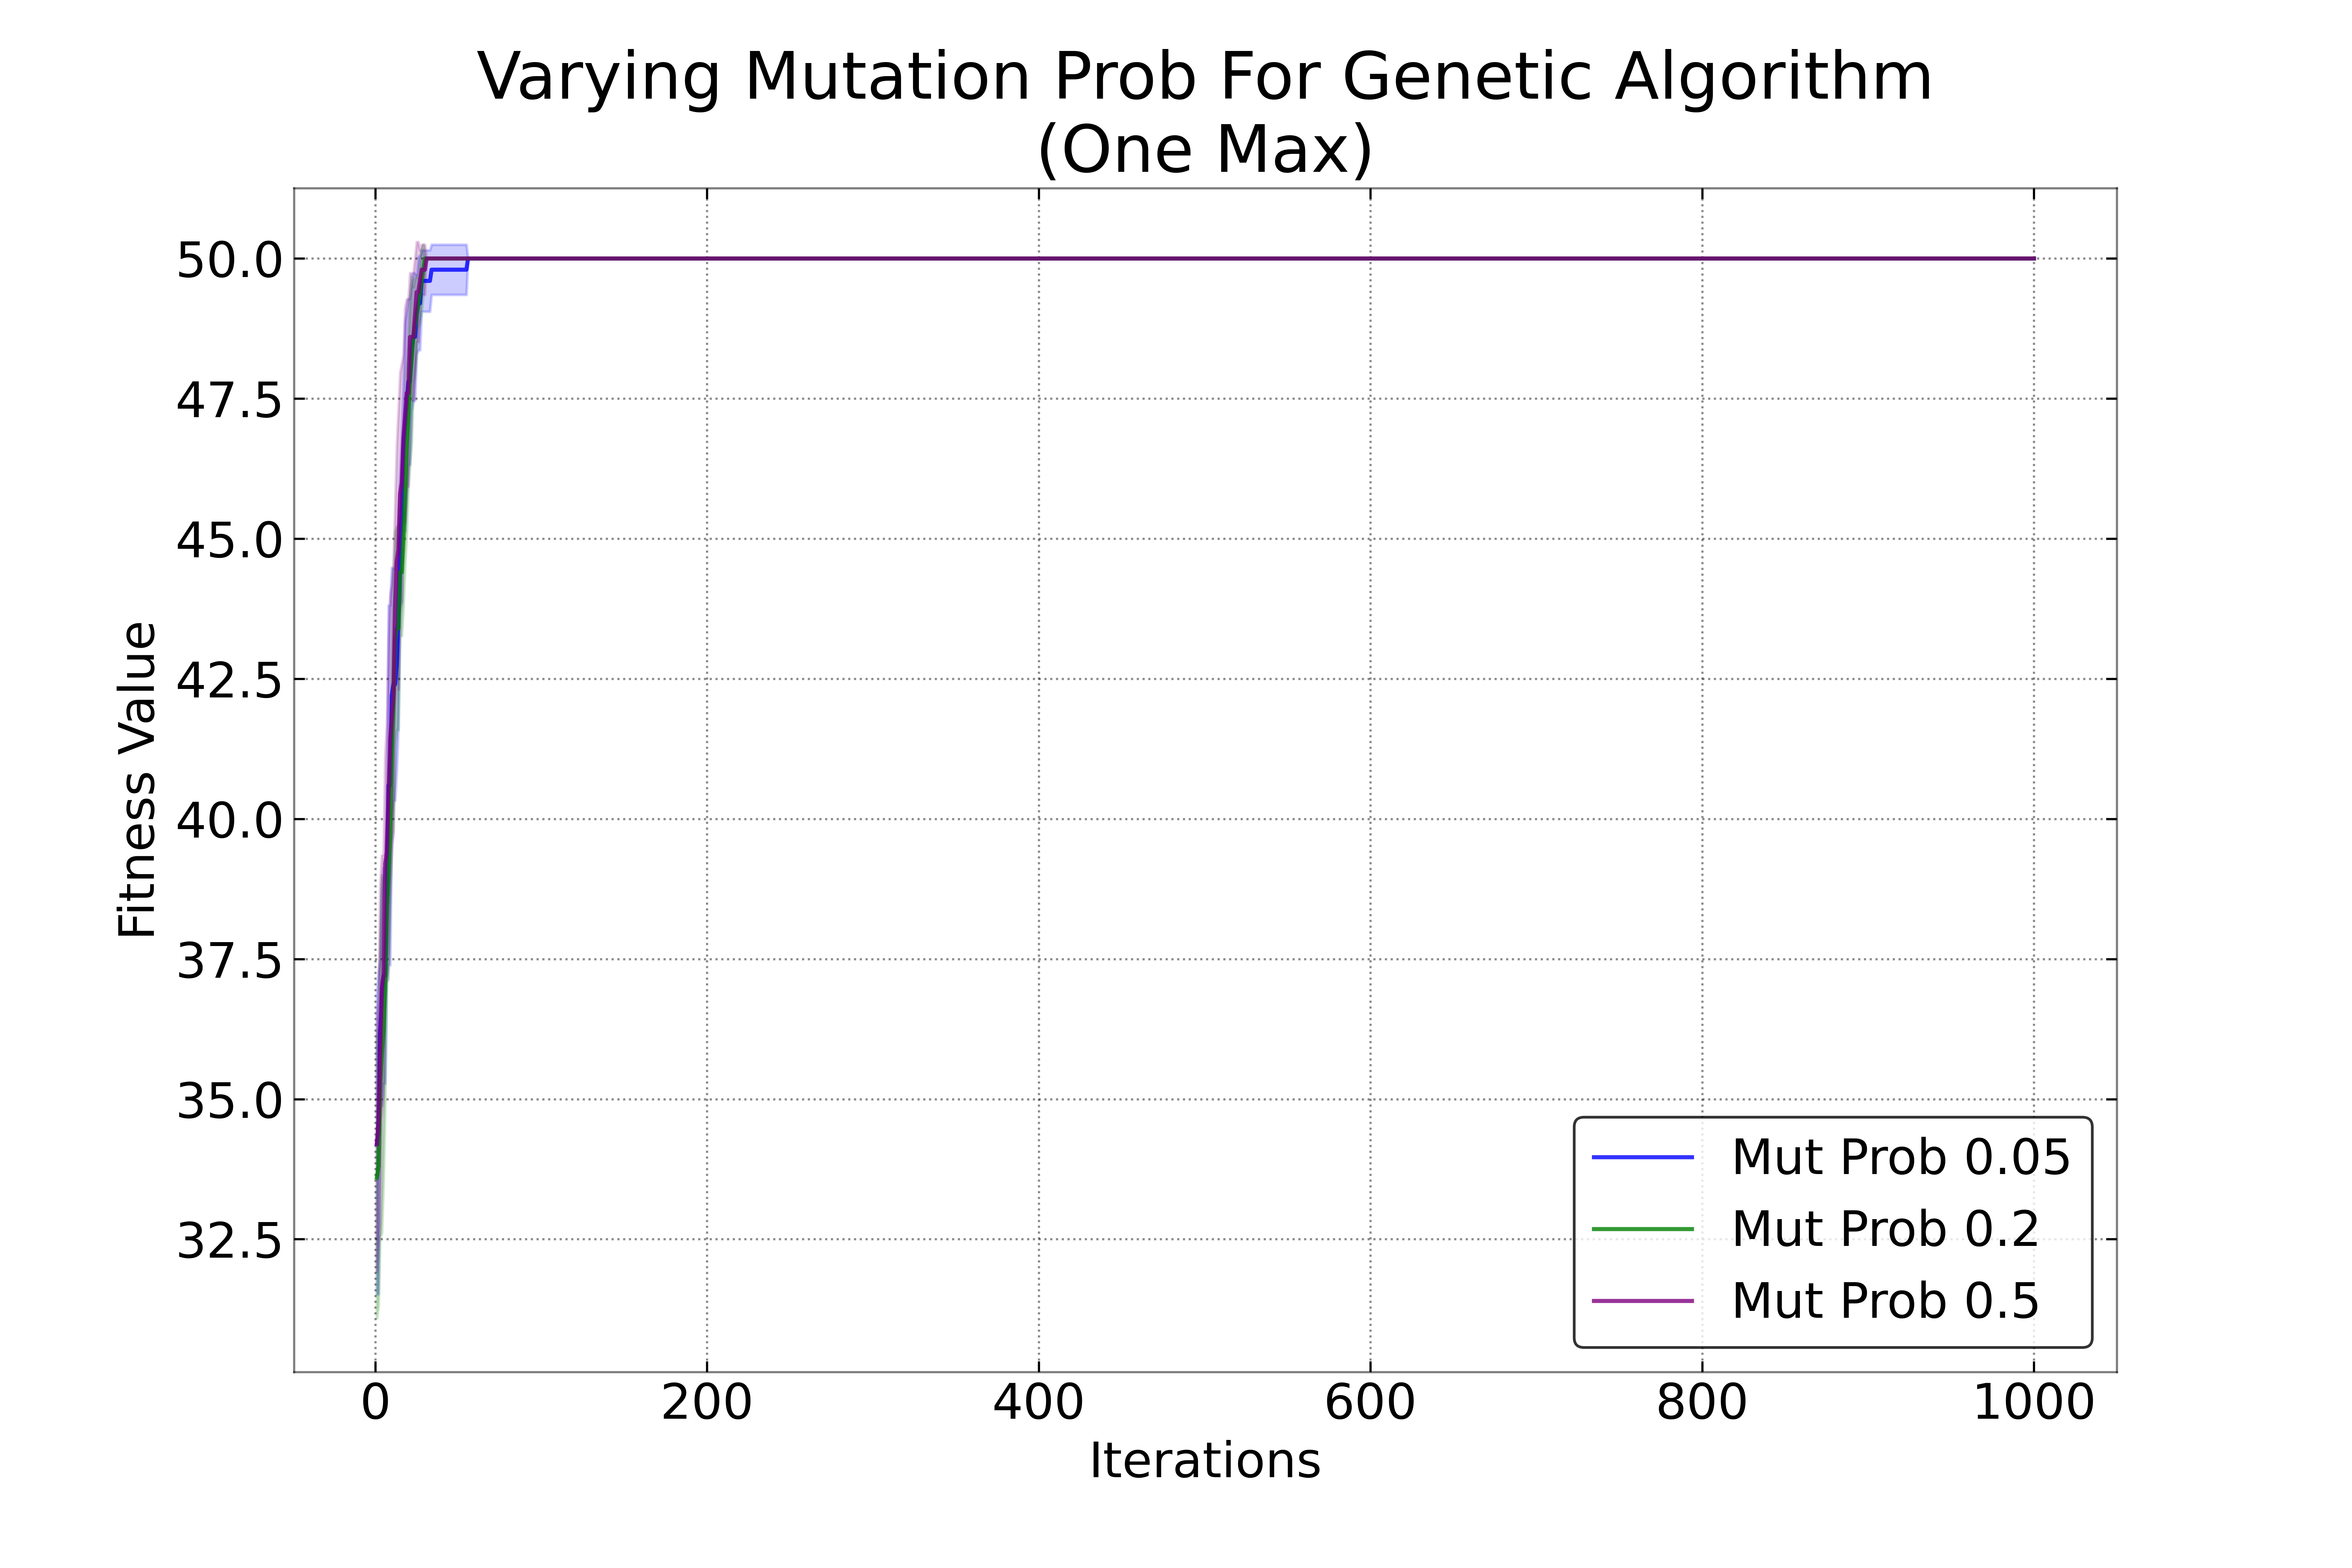 Varying Mutation Prob For Genetic Algorithm
(One Max)
50.0
47.5
45.0
42.5
40.0
37.5
35.0
32.5
Fitness Value
0 200 400 600 800 1000
Iterations
Mut Prob 0.05
Mut Prob 0.2
Mut Prob 0.5